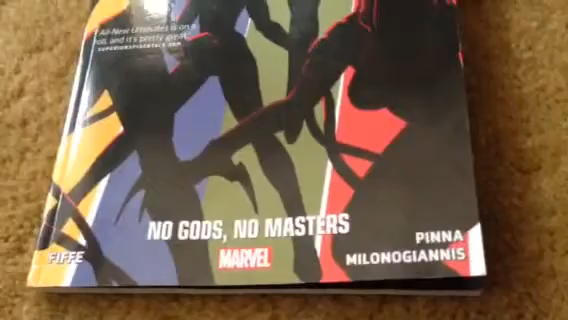 All-New Ultimates is on a
roll, and it's pretty great."
SUPERIORSPIDERTALK.COM
NO GODS, NO MASTERS
FIFFE
MARVEL
PINNA
MILONOGIANNIS